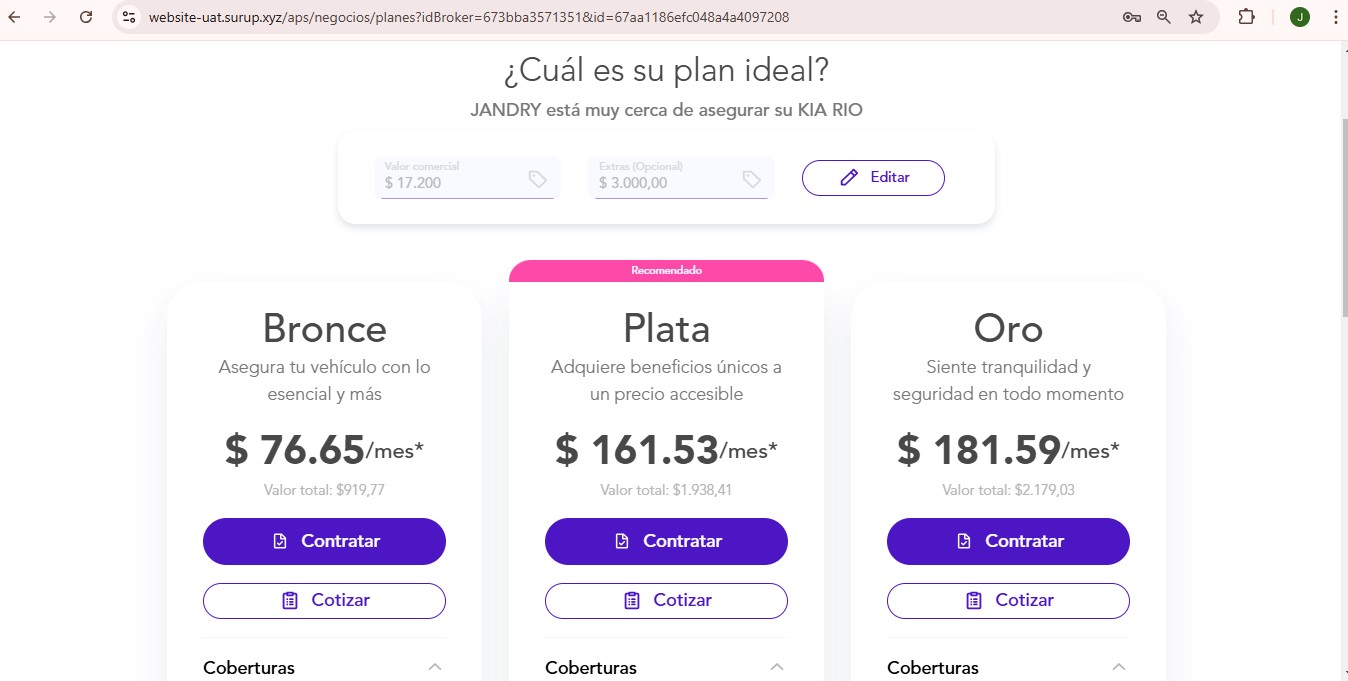 website-uat.surup.xyz/aps/negocios/planes?idBroker=673bba3571351&id=67aa1186efc048a4a4097208
J
¿Cuál es su plan ideal?
JANDRY está muy cerca de asegurar su KIA RIO
Valor comercial
$ 17.200
Extras (Opcional)
$ 3.000,00
Editar
Recomendado
Bronce
Asegura tu vehículo con lo
esencial y más
$ 76.65/mes*
Valor total: $919,77
Contratar
Cotizar
Coberturas
Plata
Adquiere beneficios únicos a
un precio accesible
$ 161.53/mes*
Valor total: $1.938,41
Contratar
Cotizar
Coberturas
Oro
Siente tranquilidad y
seguridad en todo momento
$ 181.59/mes*
Valor total: $2.179,03
Contratar
Cotizar
Coberturas